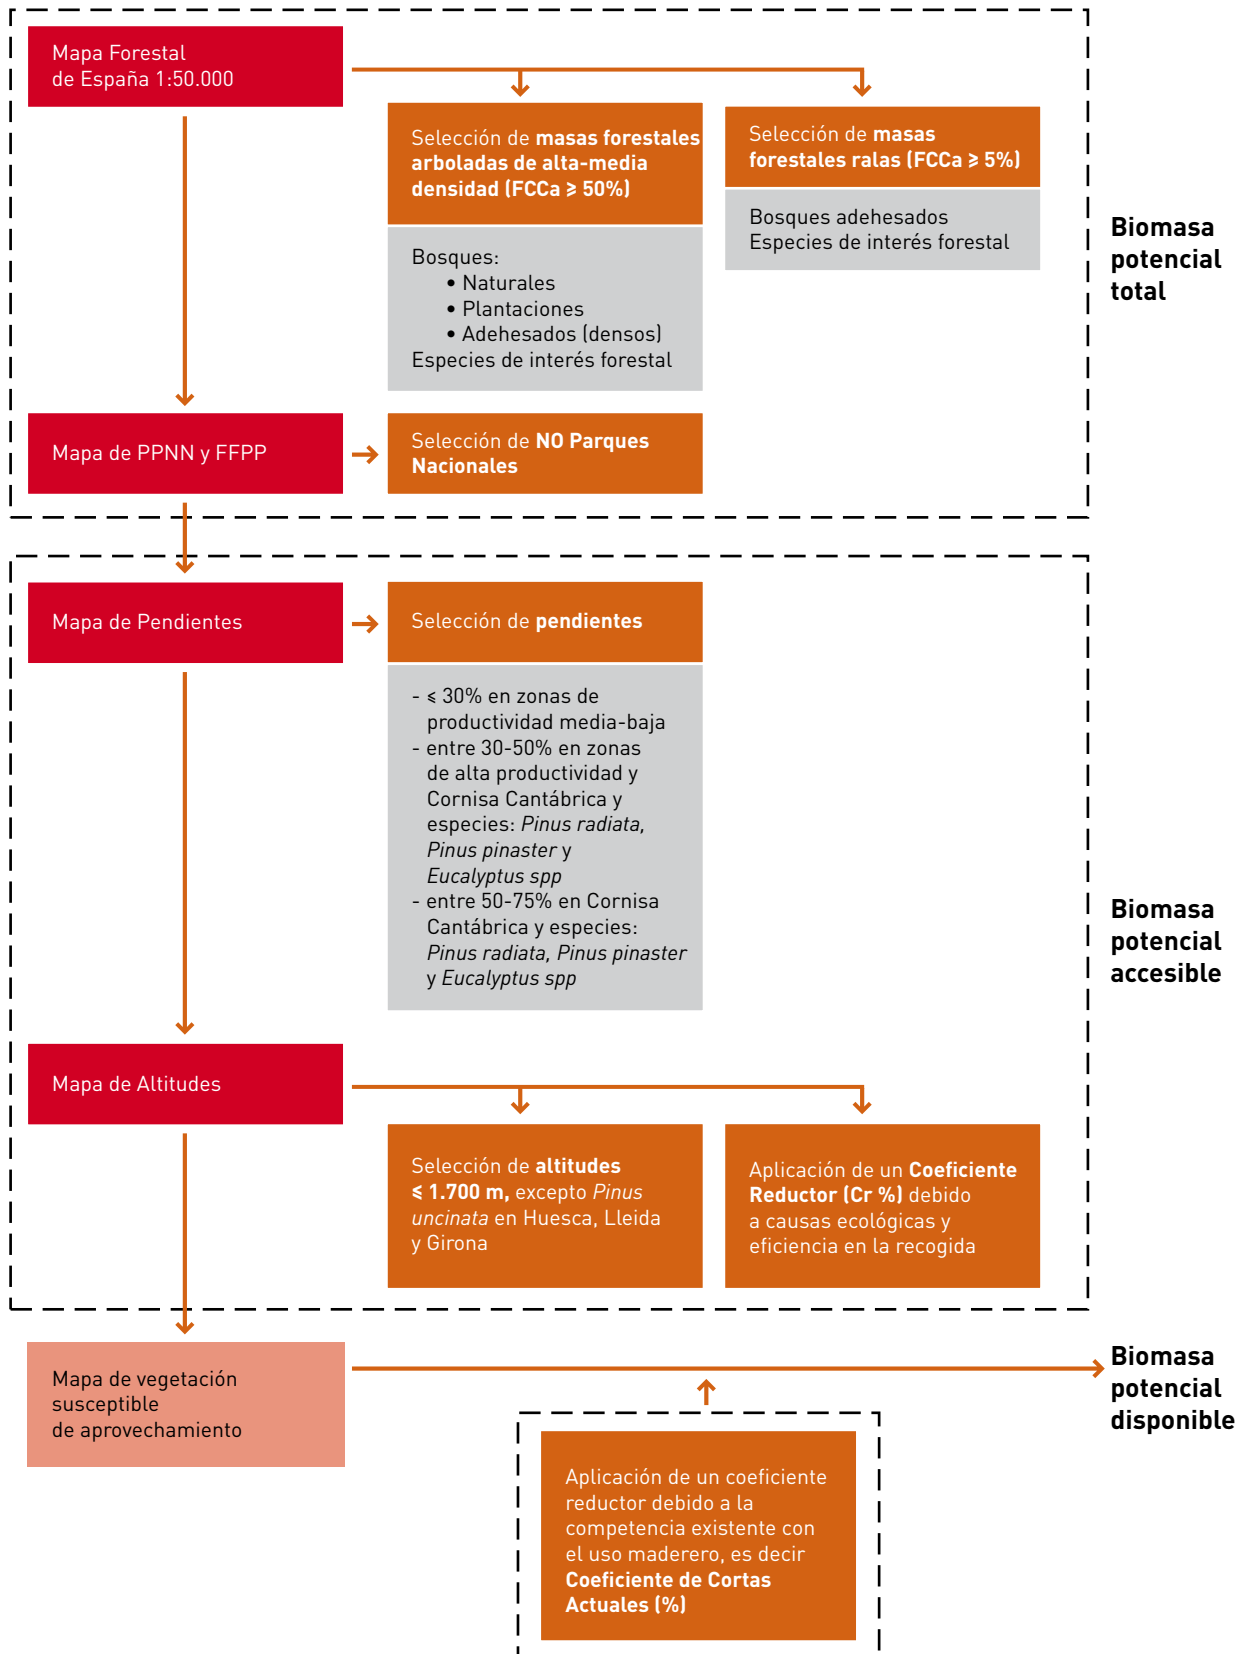 Mapa Forestal
de España 1:50.000
Selección de masas forestales
arboladas de alta-media
densidad (FCCa ⩾ 50%)
Bosques:
• Naturales
• Plantaciones
• Adehesados (densos)
Especies de interés forestal
Selección de masas
forestales ralas (FCCa ⩾ 5%)
Bosques adehesados
Especies de interés forestal
Biomasa
potencial
total
Mapa de PPNN y FFPP
Selección de NO Parques
Nacionales
Mapa de Pendientes
Selección de pendientes
- ⩽ 30% en zonas de
productividad media-baja
- entre 30-50% en zonas
de alta productividad y
Cornisa Cantábrica y
especies: Pinus radiata,
Pinus pinaster y
Eucalyptus spp
- entre 50-75% en Cornisa
Cantábrica y especies:
Pinus radiata, Pinus pinaster
y Eucalyptus spp
Biomasa
potencial
accesible
Mapa de Altitudes
Selección de altitudes
⩽ 1.700 m, excepto Pinus
uncinata en Huesca, Lleida
y Girona
Aplicación de un Coeficiente
Reductor (Cr %) debido
a causas ecológicas y
eficiencia en la recogida
Mapa de vegetación
susceptible
de aprovechamiento
Biomasa
potencial
disponible
Aplicación de un coeficiente
reductor debido a la
competencia existente con
el uso maderero, es decir
Coeficiente de Cortas
Actuales (%)